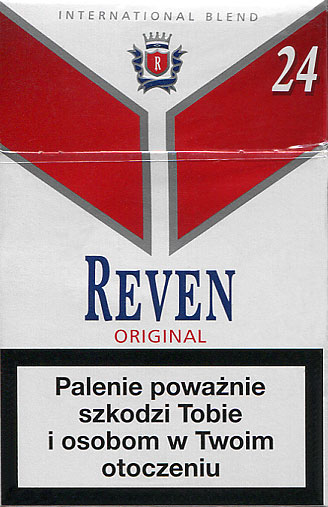 INTERNATIONAL BLEND
R
24
REVEN
ORIGINAL
Palenie poważnie
szkodzi Tobie
i osobom w Twoim
otoczeniu